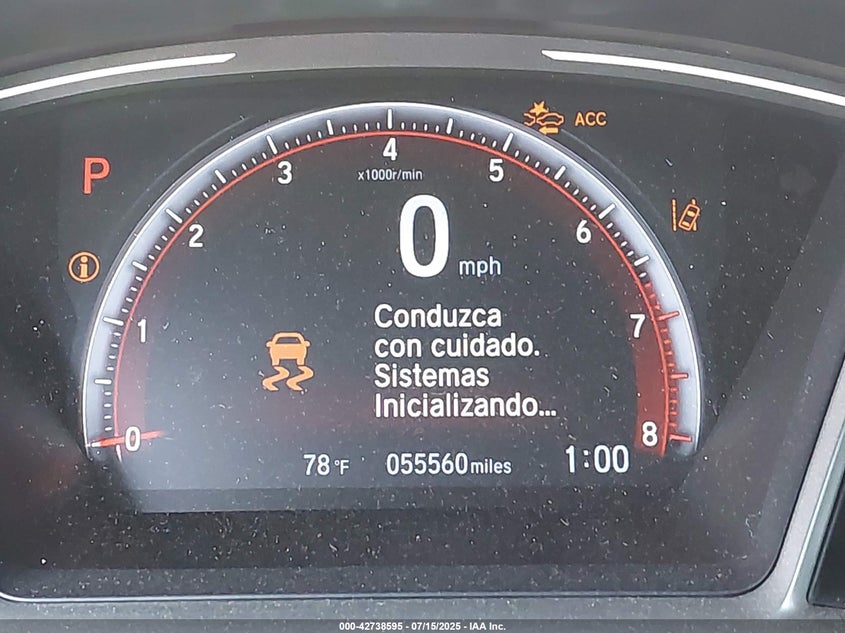 ACC
P
4
3
5
x1000r/min
2
6
0 mph
i
1
7
Conduzca
con cuidado.
Sistemas
Inicializando...
0
8
78°F 055560 miles 1:00
000-42738595 - 07/15/2025 - IAA Inc.